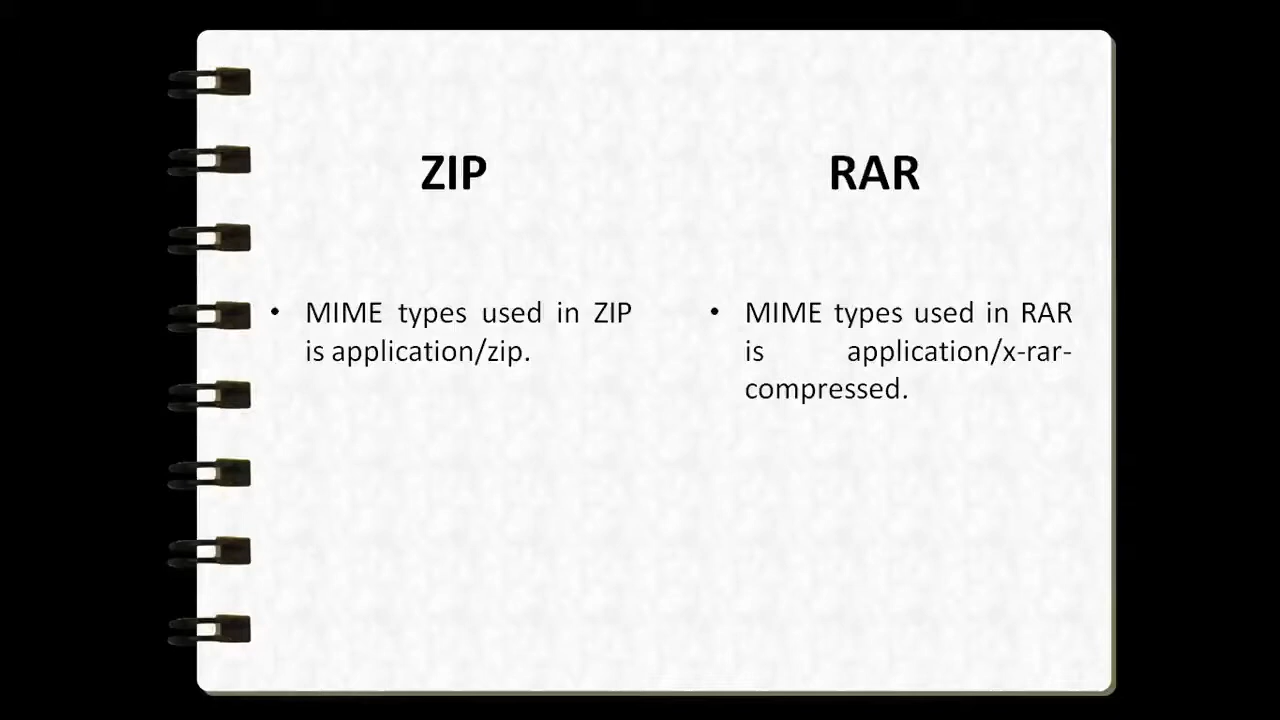 ZIP
RAR
• MIME types used in ZIP
is application/zip.
• MIME types used in RAR
is application/x-rar-
compressed.